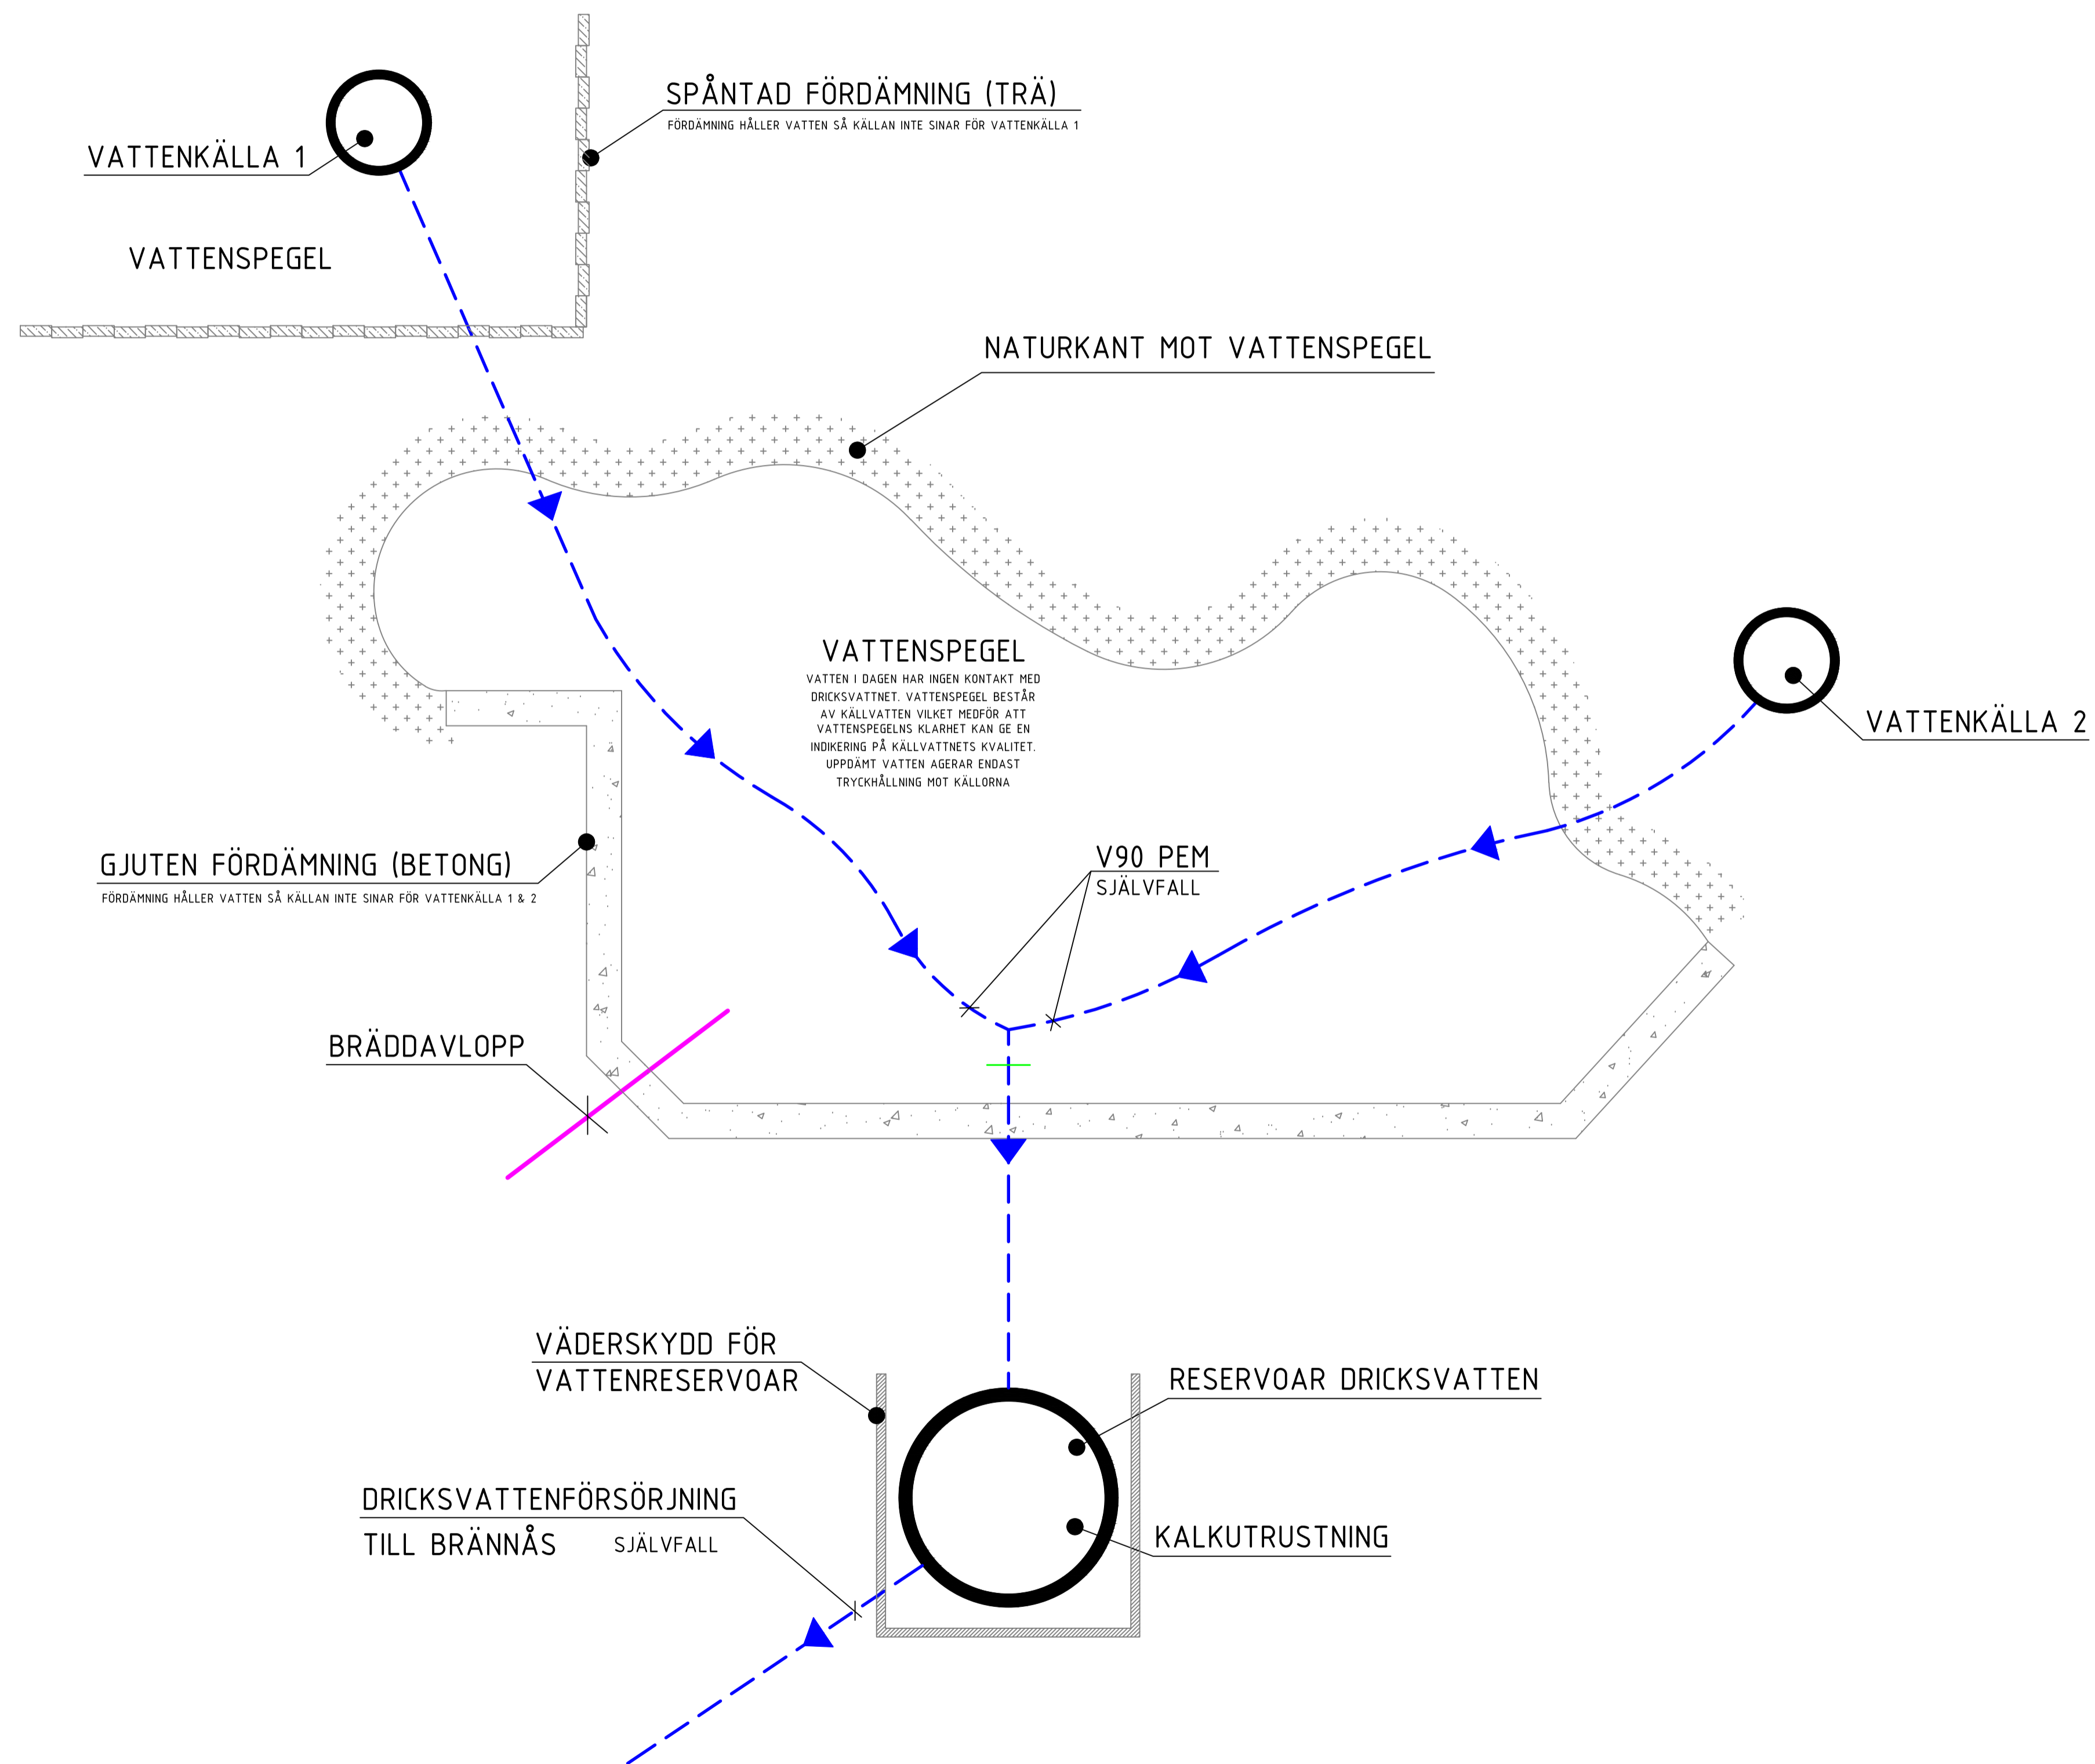 SPÅNTAD FÖRDÄMNING (TRÄ)
FÖRDÄMNING HÅLLER VATTEN SÅ KÄLLAN INTE SINAR FÖR VATTENKÄLLA 1
VATTENKÄLLA 1
VATTENSPEGEL
NATURKANT MOT VATTENSPEGEL
VATTENSPEGEL
VATTEN I DAGEN HAR INGEN KONTAKT MED
DRICKSVATTNET. VATTENSPEGEL BESTÅR
AV KÄLLVATTEN VILKET MEDFÖR ATT
VATTENSPEGELNS KLARHET KAN GE EN
INDIKERING PÅ KÄLLVATTNETS KVALITET.
UPPDÄMT VATTEN AGERAR ENDAST
TRYCKHÅLLNING MOT KÄLLORNA
VATTENKÄLLA 2
GJUTEN FÖRDÄMNING (BETONG)
FÖRDÄMNING HÅLLER VATTEN SÅ KÄLLAN INTE SINAR FÖR VATTENKÄLLA 1 & 2
V90 PEM
SJÄLVFALL
BRÄDDAVLOPP
VÄDERSKYDD FÖR
VATTENRESERVOAR
RESERVOAR DRICKSVATTEN
DRICKSVATTENFÖRSÖRJNING
TILL BRÄNNÅS SJÄLVFALL
KALKUTRUSTNING